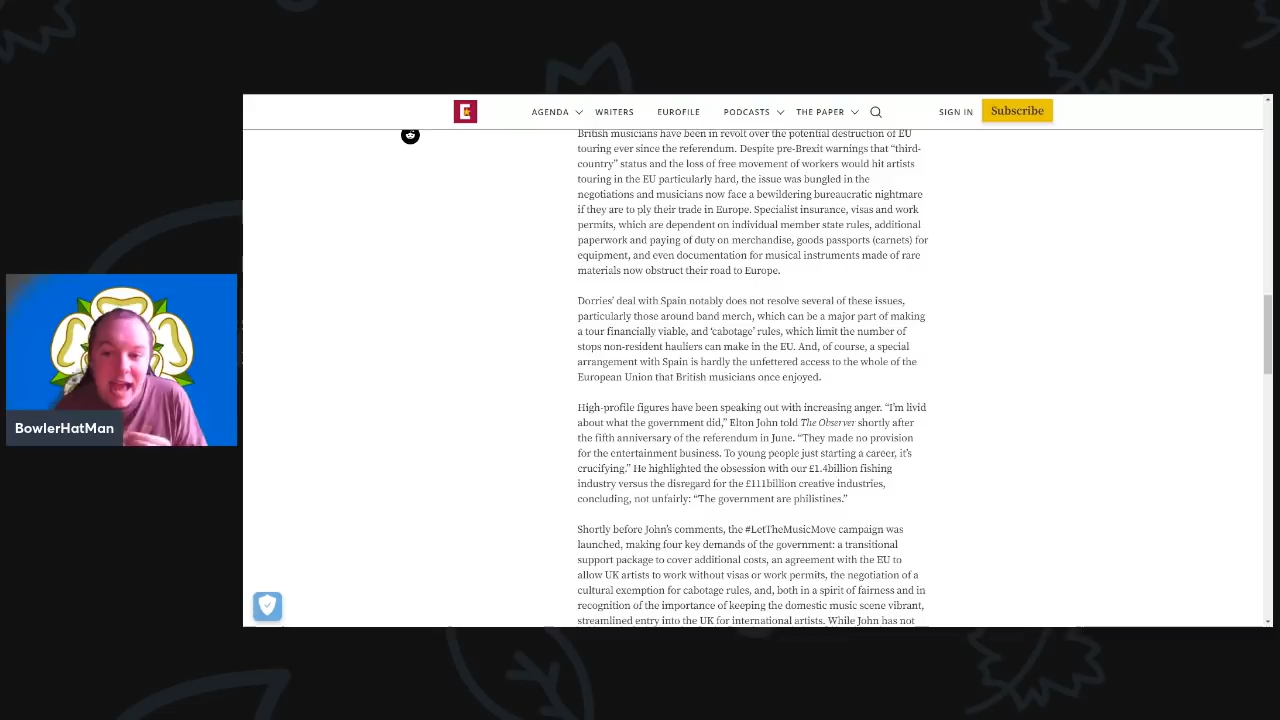 AGENDA WRITERS EUROFILE PODCASTS THE PAPER SIGN IN Subscribe
British musicians have been in revolt over the potential destruction of EU
touring ever since the referendum. Despite pre-Brexit warnings that “third-
country” status and the loss of free movement of workers would hit artists
touring in the EU particularly hard, the issue was bungled in the
negotiations and musicians now face a bewildering bureaucratic nightmare
if they are to ply their trade in Europe. Specialist insurance, visas and work
permits, which are dependent on individual member state rules, additional
paperwork and paying of duty on merchandise, goods passports (carnets) for
equipment, and even documentation for musical instruments made of rare
materials now obstruct their road to Europe.
Dorries’ deal with Spain notably does not resolve several of these issues,
particularly those around band merch, which can be a major part of making
a tour financially viable, and ‘cabotage’ rules, which limit the number of
stops non-resident hauliers can make in the EU. And, of course, a special
arrangement with Spain is hardly the unfettered access to the whole of the
European Union that British musicians once enjoyed.
High-profile figures have been speaking out with increasing anger. “I’m livid
about what the government did,” Elton John told The Observer shortly after
the fifth anniversary of the referendum in June. “They made no provision
for the entertainment business. To young people just starting a career, it’s
crucifying.” He highlighted the obsession with our £1.4billion fishing
industry versus the disregard for the £111billion creative industries,
concluding, not unfairly: “The government are philistines.”
Shortly before John’s comments, the #LetTheMusicMove campaign was
launched, making four key demands of the government: a transitional
support package to cover additional costs, an agreement with the EU to
allow UK artists to work without visas or work permits, the negotiation of a
cultural exemption for cabotage rules, and, both in a spirit of fairness and in
recognition of the importance of keeping the domestic music scene vibrant,
streamlined entry into the UK for international artists. While John has not
BowlerHatMan